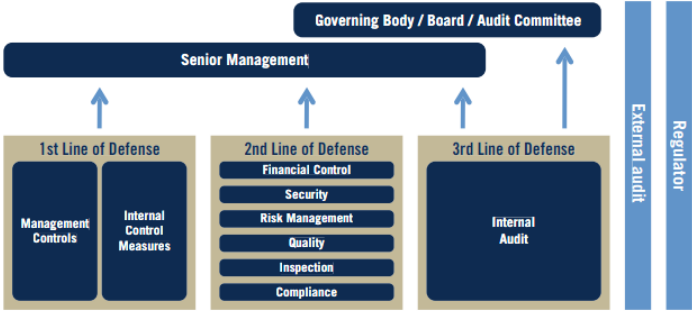 Governing Body / Board / Audit Committee
Senior Management
1st Line of Defense
Management
Controls
Internal
Control
Measures
2nd Line of Defense
Financial Control
Security
Risk Management
Quality
Inspection
Compliance
3rd Line of Defense
Internal
Audit
External audit
Regulator